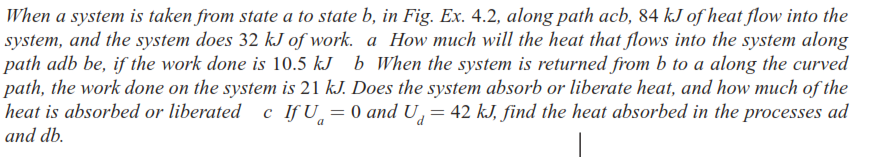 When a system is taken from state a to state b, in Fig. Ex. 4.2, along path acb, 84 kJ of heat flow into the
system, and the system does 32 kJ of work. a How much will the heat that flows into the system along
path adb be, if the work done is 10.5 kJ b When the system is returned from b to a along the curved
path, the work done on the system is 21 kJ. Does the system absorb or liberate heat, and how much of the
heat is absorbed or liberated c If Uₐ = 0 and U_d = 42 kJ, find the heat absorbed in the processes ad
and db.